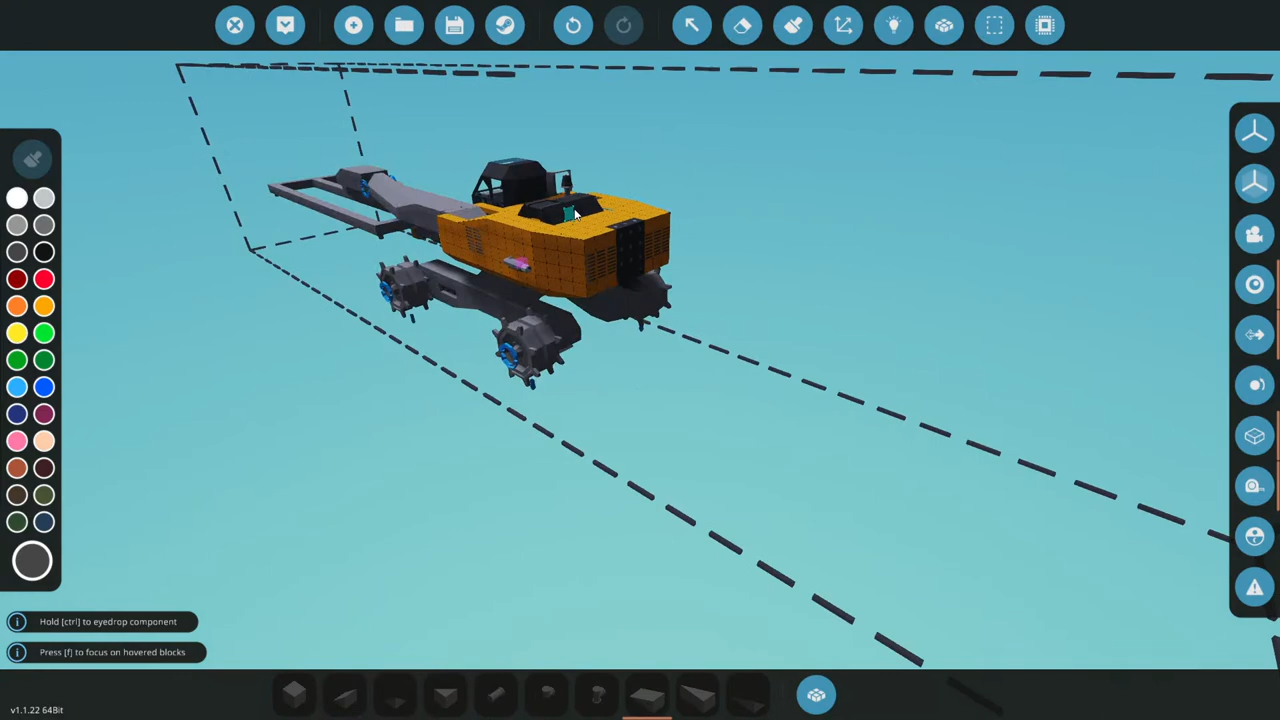 Hold [ctrl] to eyedrop component
Press [f] to focus on hovered blocks
v1.1.22 64Bit